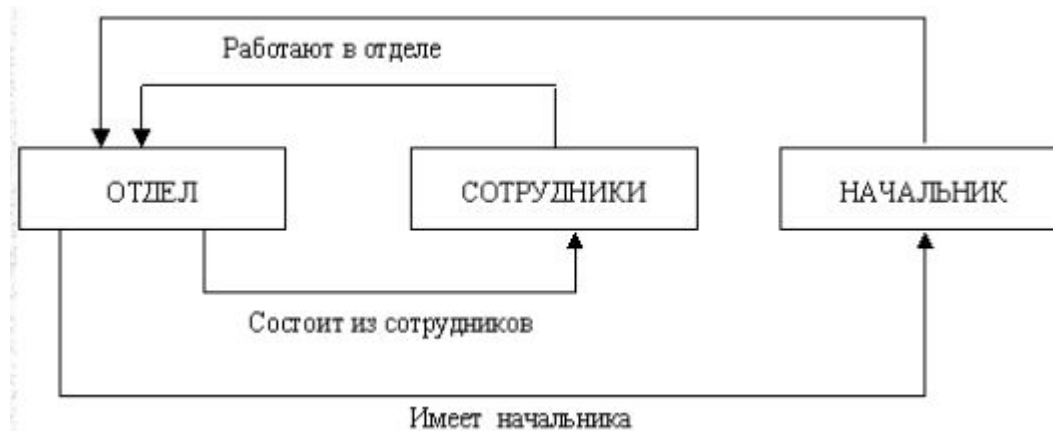 Работают в отделе
ОТДЕЛ
СОТРУДНИКИ
НАЧАЛЬНИК
Состоит из сотрудников
Имеет начальника